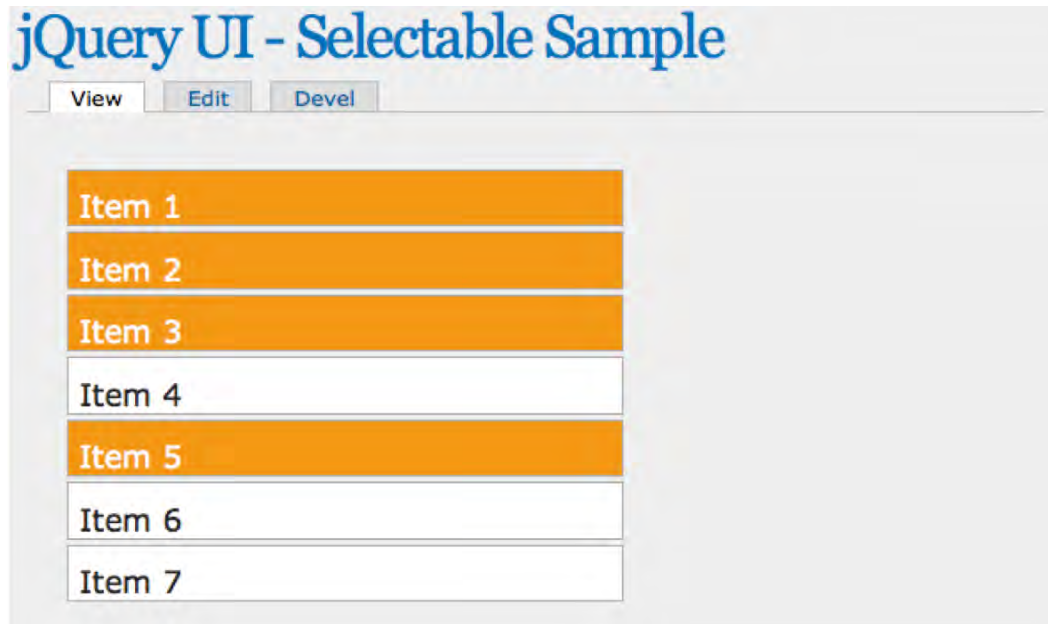 jQuery UI - Selectable Sample
View Edit Devel
Item 1
Item 2
Item 3
Item 4
Item 5
Item 6
Item 7